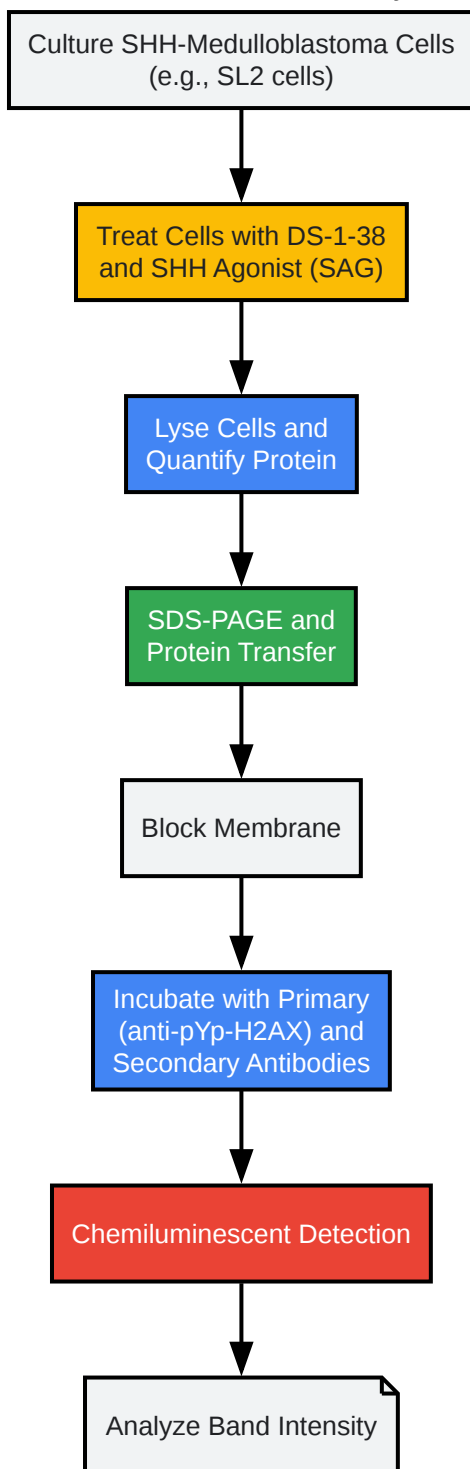 Culture SHH-Medulloblastoma Cells
(e.g., SL2 cells)
Treat Cells with DS-1-38
and SHH Agonist (SAG)
Lyse Cells and
Quantify Protein
SDS-PAGE and
Protein Transfer
Block Membrane
Incubate with Primary
(anti-pYp-H2AX) and
Secondary Antibodies
Chemiluminescent Detection
Analyze Band Intensity